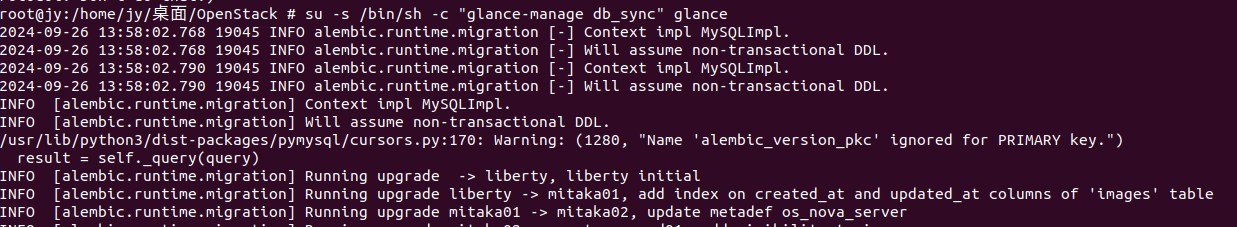 root@jy:/home/jy/桌面/OpenStack # su -s /bin/sh -c "glance-manage db_sync" glance
2024-09-26 13:58:02.768 19045 INFO alembic.runtime.migration [-] Context impl MySQLImpl.
2024-09-26 13:58:02.768 19045 INFO alembic.runtime.migration [-] Will assume non-transactional DDL.
2024-09-26 13:58:02.790 19045 INFO alembic.runtime.migration [-] Context impl MySQLImpl.
2024-09-26 13:58:02.790 19045 INFO alembic.runtime.migration [-] Will assume non-transactional DDL.
INFO  [alembic.runtime.migration] Context impl MySQLImpl.
INFO  [alembic.runtime.migration] Will assume non-transactional DDL.
/usr/lib/python3/dist-packages/pymysql/cursors.py:170: Warning: (1280, "Name 'alembic_version_pkc' ignored for PRIMARY key.")
  result = self._query(query)
INFO  [alembic.runtime.migration] Running upgrade  -> liberty, liberty initial
INFO  [alembic.runtime.migration] Running upgrade liberty -> mitaka01, add index on created_at and updated_at columns of 'images' table
INFO  [alembic.runtime.migration] Running upgrade mitaka01 -> mitaka02, update metadef os_nova_server